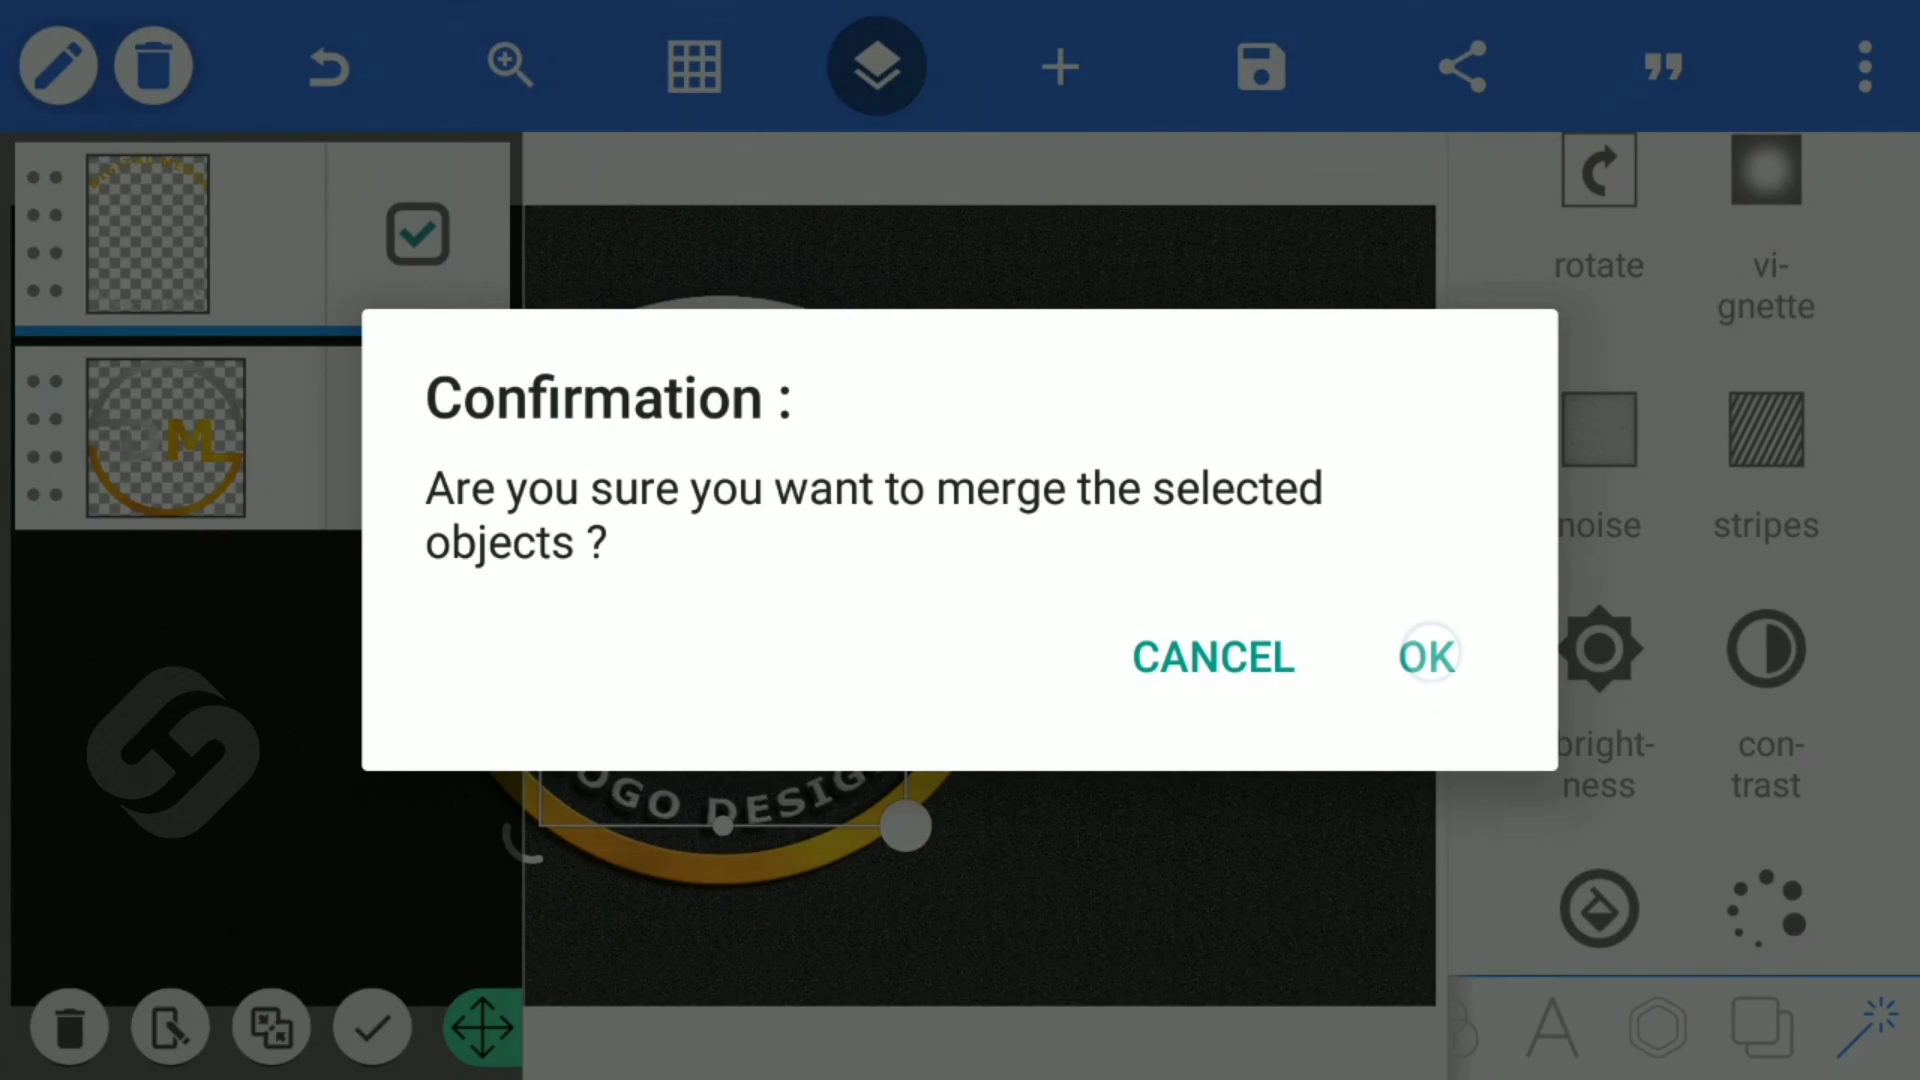 rotate
vi-
gnette
Confirmation :
Are you sure you want to merge the selected
objects ?
CANCEL
OK
noise
stripes
bright-
ness
con-
trast
M
OGO DESIG